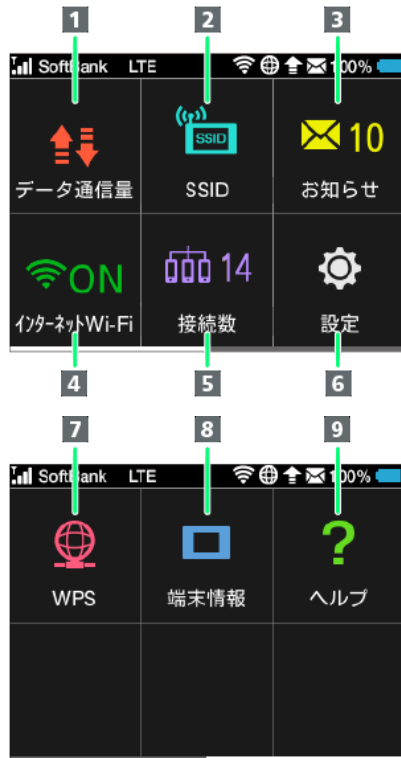 1 2 3
SoftBank LTE 100%
SSID
10
データ通信量 SSID お知らせ
ON 14
インターネットWi-Fi 接続数 設定
4 5 6
7 8 9
SoftBank LTE 100%
?
WPS 端末情報 ヘルプ